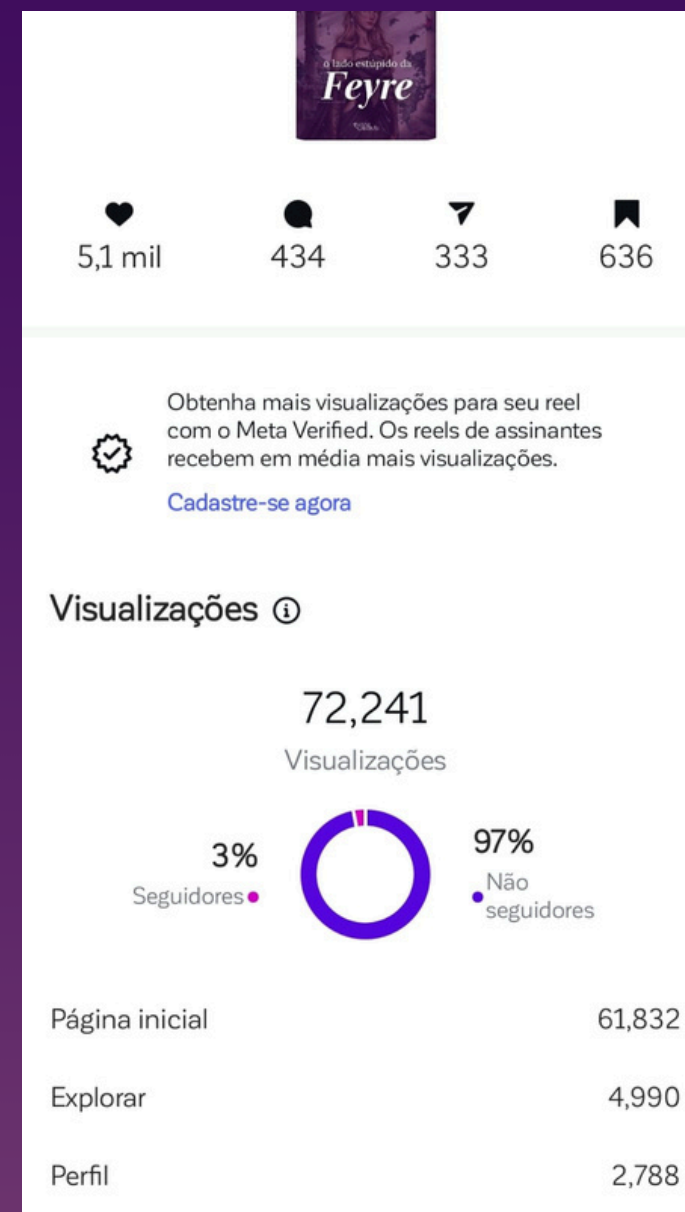 o lado estúpido da
Feyre
5,1 mil
434
333
636
Obtenha mais visualizações para seu reel
com o Meta Verified. Os reels de assinantes
recebem em média mais visualizações.
Cadastre-se agora
Visualizações
72,241
Visualizações
3%
Seguidores
97%
Não
seguidores
Página inicial 61,832
Explorar 4,990
Perfil 2,788